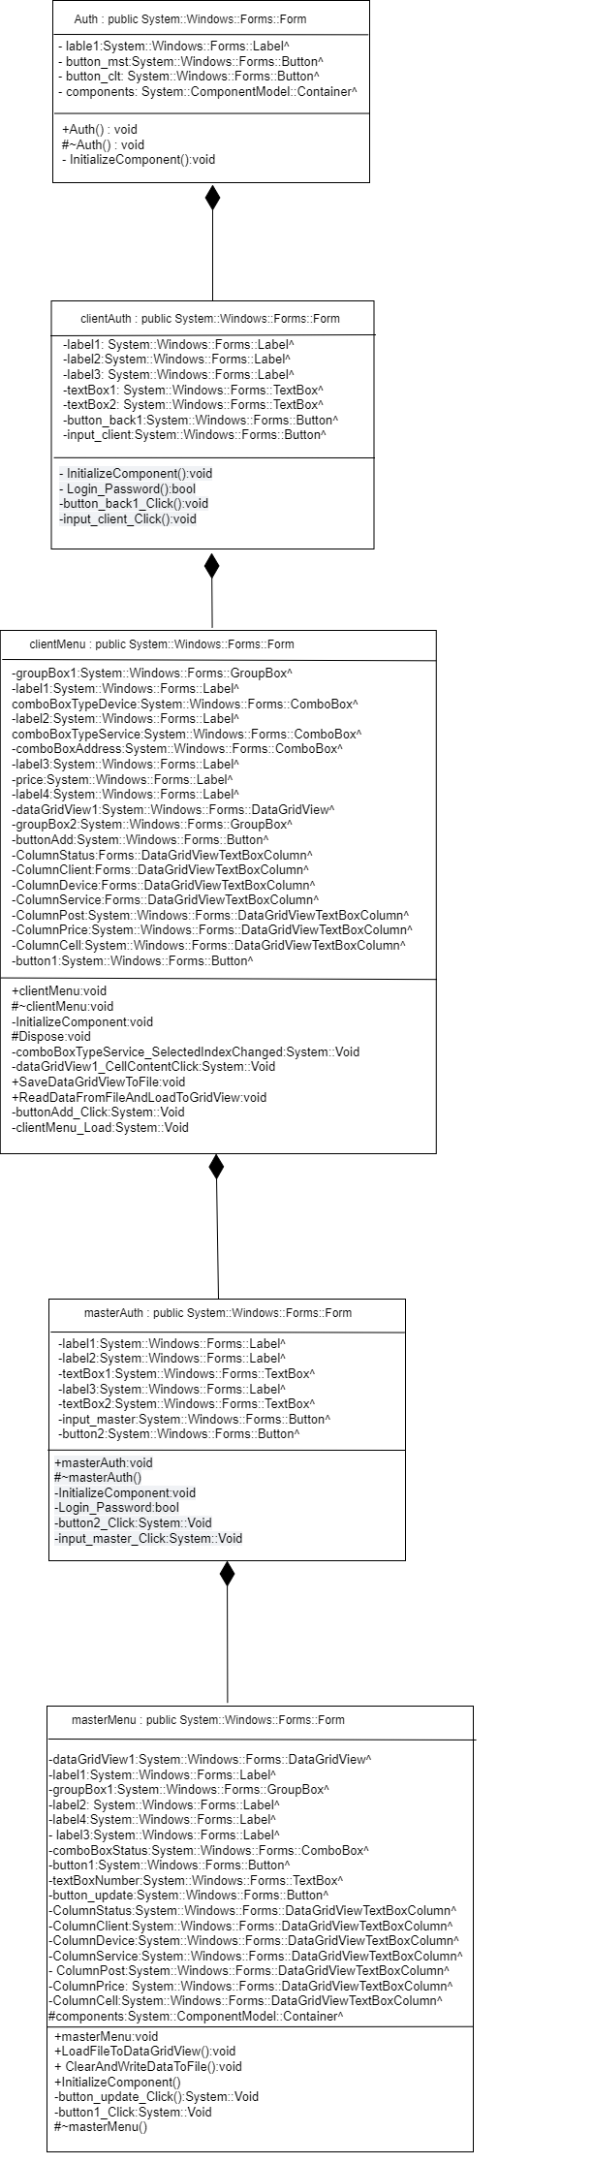 Auth : public System::Windows::Forms::Form
- lable1:System::Windows::Forms::Label^
- button_mst:System::Windows::Forms::Button^
- button_clt: System::Windows::Forms::Button^
- components: System::ComponentModel::Container^
+Auth() : void
#~Auth() : void
- InitializeComponent():void
clientAuth : public System::Windows::Forms::Form
-label1: System::Windows::Forms::Label^
-label2:System::Windows::Forms::Label^
-label3: System::Windows::Forms::Label^
-textBox1: System::Windows::Forms::TextBox^
-textBox2: System::Windows::Forms::TextBox^
-button_back1:System::Windows::Forms::Button^
-input_client:System::Windows::Forms::Button^
- InitializeComponent():void
- Login_Password():bool
-button_back1_Click():void
-input_client_Click():void
clientMenu : public System::Windows::Forms::Form
-groupBox1:System::Windows::Forms::GroupBox^
-label1:System::Windows::Forms::Label^
comboBoxTypeDevice:System::Windows::Forms::ComboBox^
-label2:System::Windows::Forms::Label^
comboBoxTypeService:System::Windows::Forms::ComboBox^
-comboBoxAddress:System::Windows::Forms::ComboBox^
-label3:System::Windows::Forms::Label^
-price:System::Windows::Forms::Label^
-label4:System::Windows::Forms::Label^
-dataGridView1:System::Windows::Forms::DataGridView^
-groupBox2:System::Windows::Forms::GroupBox^
-buttonAdd:System::Windows::Forms::Button^
-ColumnStatus:Forms::DataGridViewTextBoxColumn^
-ColumnClient:Forms::DataGridViewTextBoxColumn^
-ColumnDevice:Forms::DataGridViewTextBoxColumn^
-ColumnService:Forms::DataGridViewTextBoxColumn^
-ColumnPost:System::Windows::Forms::DataGridViewTextBoxColumn^
-ColumnPrice:System::Windows::Forms::DataGridViewTextBoxColumn^
-ColumnCell:System::Windows::Forms::DataGridViewTextBoxColumn^
-button1:System::Windows::Forms::Button^
+clientMenu:void
#~clientMenu:void
-InitializeComponent:void
#Dispose:void
-comboBoxTypeService_SelectedIndexChanged:System::Void
-dataGridView1_CellContentClick:System::Void
+SaveDataGridViewToFile:void
+ReadDataFromFileAndLoadToGridView:void
-buttonAdd_Click:System::Void
-clientMenu_Load:System::Void
masterAuth : public System::Windows::Forms::Form
-label1:System::Windows::Forms::Label^
-label2:System::Windows::Forms::Label^
-textBox1:System::Windows::Forms::TextBox^
-label3:System::Windows::Forms::Label^
-textBox2:System::Windows::Forms::TextBox^
-input_master:System::Windows::Forms::Button^
-button2:System::Windows::Forms::Button^
+masterAuth:void
#~masterAuth()
-InitializeComponent:void
-Login_Password:bool
-button2_Click:System::Void
-input_master_Click:System::Void
masterMenu : public System::Windows::Forms::Form
-dataGridView1:System::Windows::Forms::DataGridView^
-label1:System::Windows::Forms::Label^
-groupBox1:System::Windows::Forms::GroupBox^
-label2: System::Windows::Forms::Label^
-label4:System::Windows::Forms::Label^
- label3:System::Windows::Forms::Label^
-comboBoxStatus:System::Windows::Forms::ComboBox^
-button1:System::Windows::Forms::Button^
-textBoxNumber:System::Windows::Forms::TextBox^
-button_update:System::Windows::Forms::Button^
-ColumnStatus:System::Windows::Forms::DataGridViewTextBoxColumn^
-ColumnClient:System::Windows::Forms::DataGridViewTextBoxColumn^
-ColumnDevice:System::Windows::Forms::DataGridViewTextBoxColumn^
-ColumnService:System::Windows::Forms::DataGridViewTextBoxColumn^
- ColumnPost:System::Windows::Forms::DataGridViewTextBoxColumn^
-ColumnPrice: System::Windows::Forms::DataGridViewTextBoxColumn^
-ColumnCell:System::Windows::Forms::DataGridViewTextBoxColumn^
#components:System::ComponentModel::Container^
+masterMenu:void
+LoadFileToDataGridView():void
+ ClearAndWriteDataToFile():void
+InitializeComponent()
-button_update_Click():System::Void
-button1_Click:System::Void
#~masterMenu()